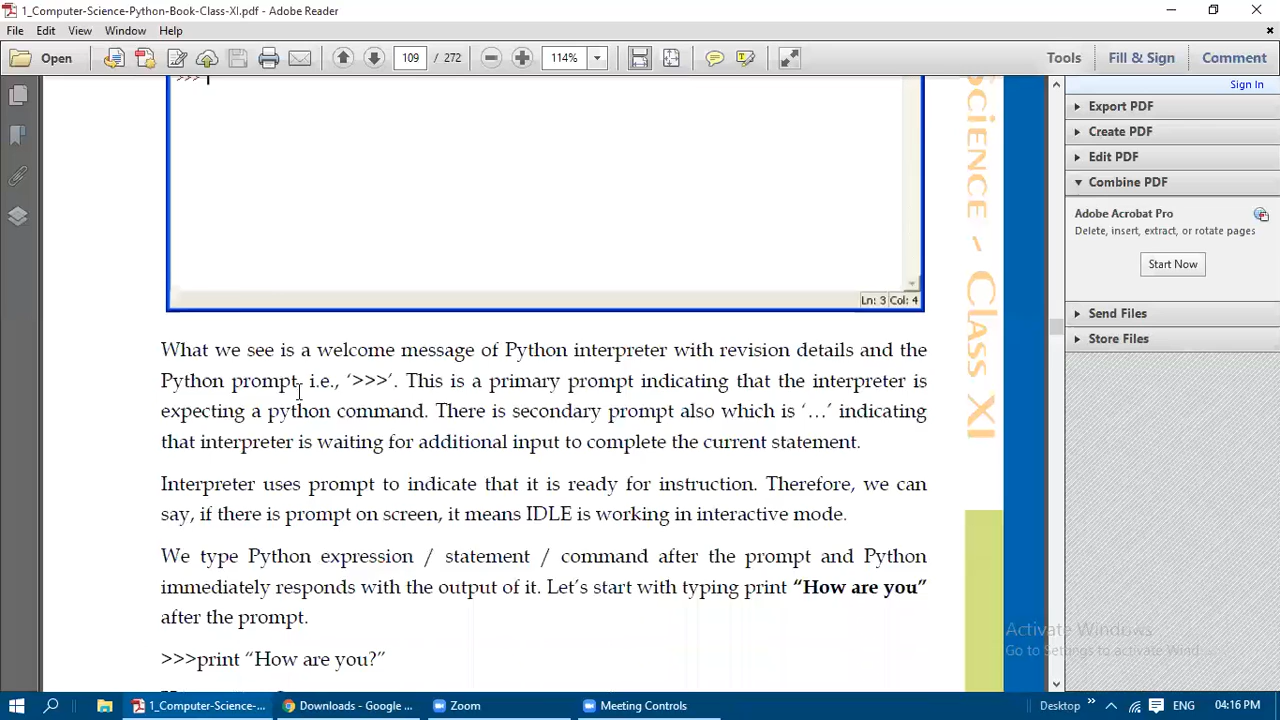 1_Computer-Science-Python-Book-Class-XI.pdf - Adobe Reader
File Edit View Window Help
Open 109 / 272 114% Tools Fill & Sign Comment
Sign In
Export PDF
Create PDF
Edit PDF
Combine PDF
Adobe Acrobat Pro
Delete, insert, extract, or rotate pages
Start Now
Send Files
Store Files
>>>
Ln: 3 Col: 4
Science - Class XI
What we see is a welcome message of Python interpreter with revision details and the
Python prompt, i.e., ‘>>>’. This is a primary prompt indicating that the interpreter is
expecting a python command. There is secondary prompt also which is ‘…’ indicating
that interpreter is waiting for additional input to complete the current statement.
Interpreter uses prompt to indicate that it is ready for instruction. Therefore, we can
say, if there is prompt on screen, it means IDLE is working in interactive mode.
We type Python expression / statement / command after the prompt and Python
immediately responds with the output of it. Let’s start with typing print “How are you”
after the prompt.
>>>print “How are you?”
Activate Windows
Go to Settings to activate Wind...
1_Computer-Science-... Downloads - Google ... Zoom Meeting Controls Desktop ENG 04:16 PM